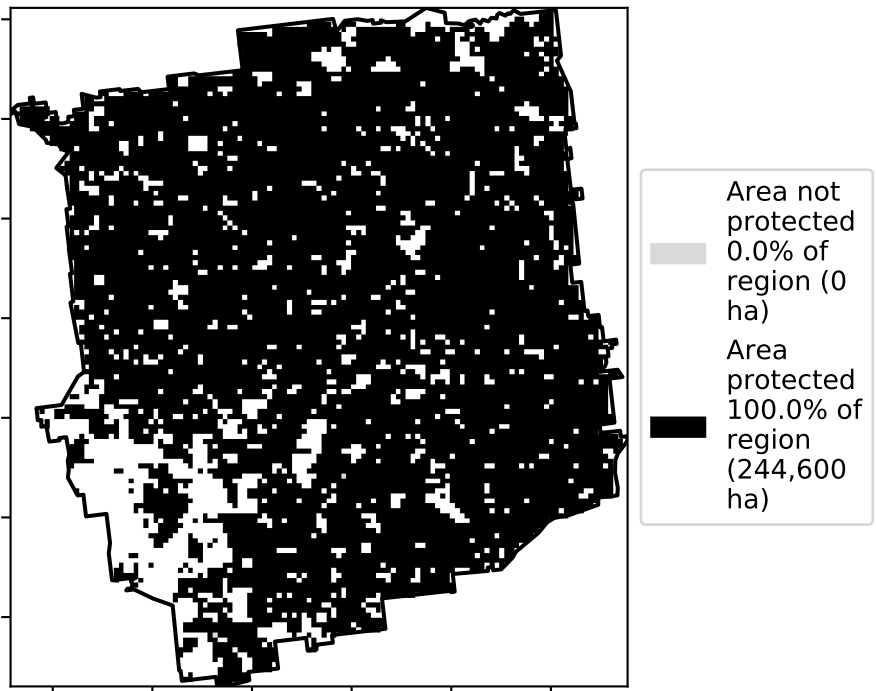 Area not
protected
0.0% of
region (0
ha)
Area
protected
100.0% of
region
(244,600
ha)